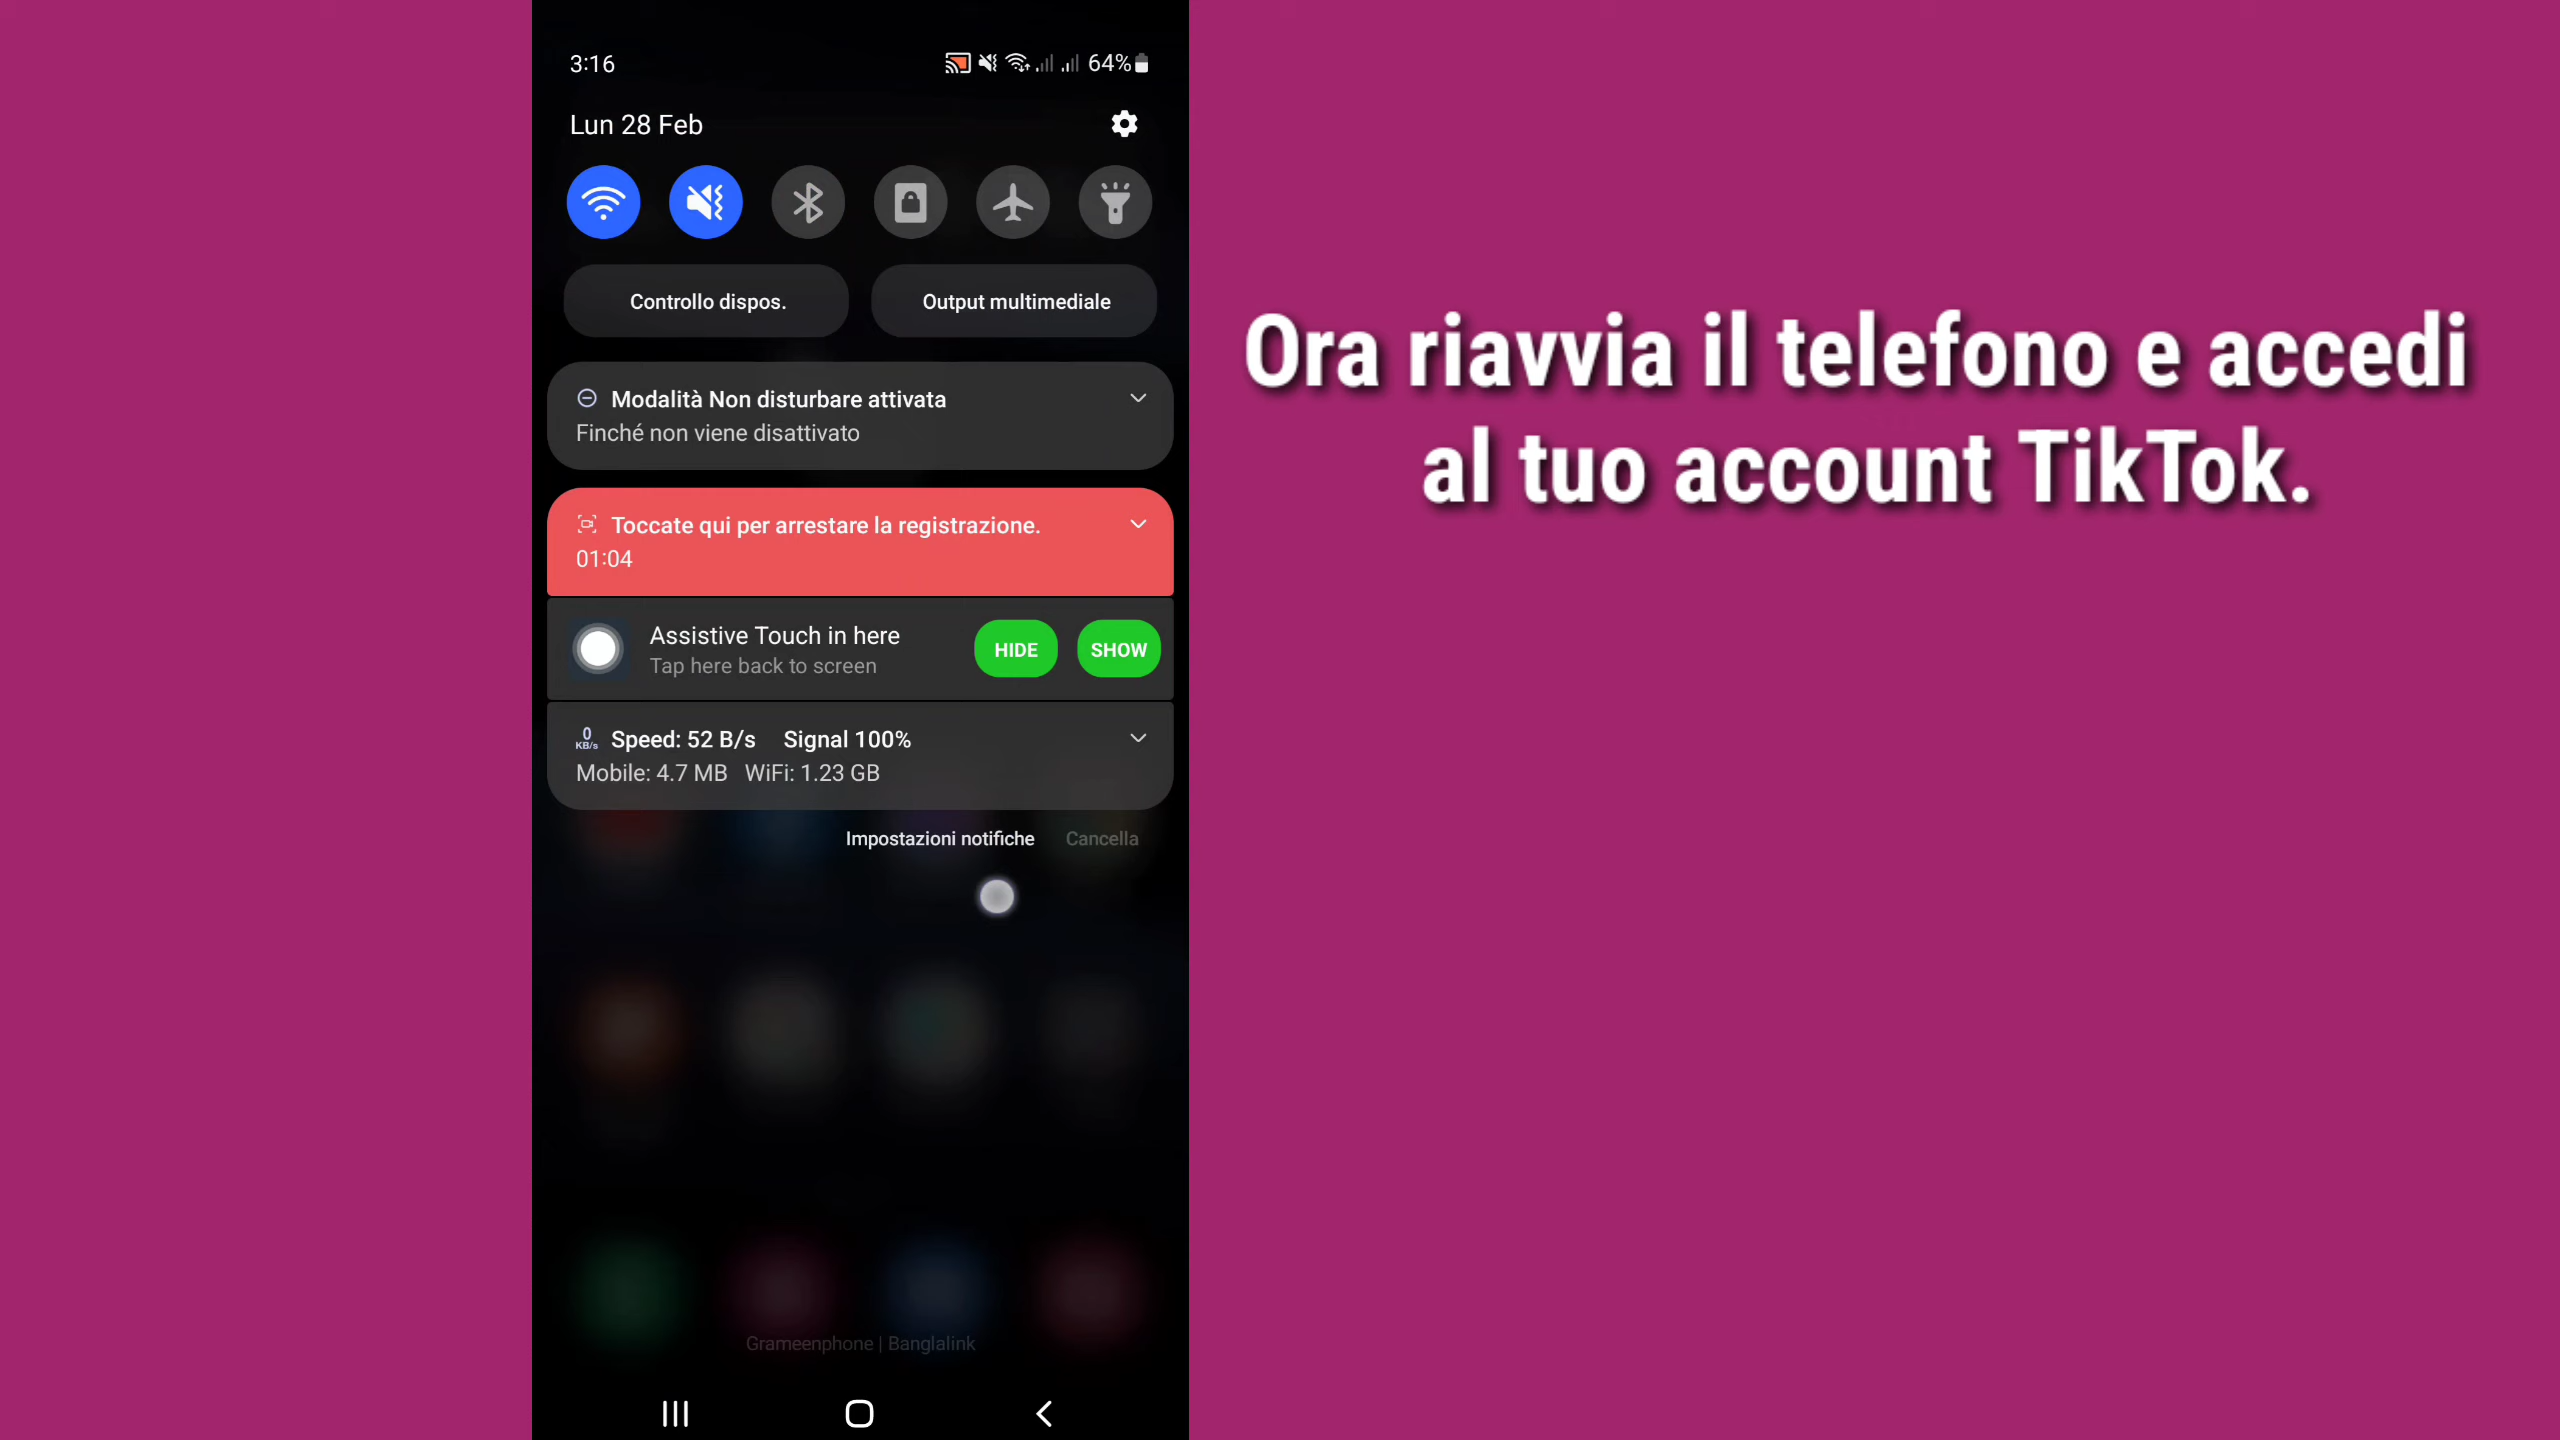 3:16
64%
Lun 28 Feb
Controllo dispos.
Output multimediale
Modalità Non disturbare attivata
Finché non viene disattivato
Toccate qui per arrestare la registrazione.
01:04
Assistive Touch in here
Tap here back to screen
HIDE
SHOW
0
KB/s
Speed: 52 B/s Signal 100%
Mobile: 4.7 MB WiFi: 1.23 GB
Impostazioni notifiche
Cancella
Grameenphone | Banglalink
Ora riavvia il telefono e accedi
al tuo account TikTok.